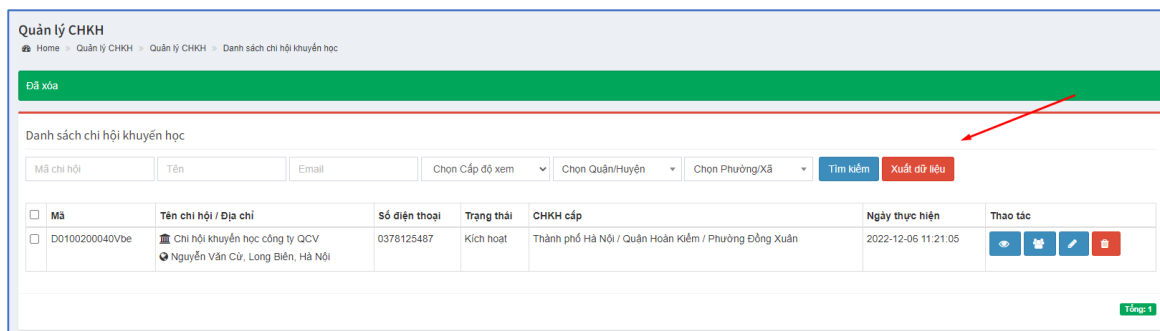 Quản lý CHKH
Home » Quản lý CHKH » Quản lý CHKH » Danh sách chi hội khuyến học
Đã xóa
Danh sách chi hội khuyến học
Mã chi hội Tên Email Chọn Cấp độ xem Chọn Quận/Huyện Chọn Phường/Xã Tìm kiếm Xuất dữ liệu
Mã Tên chi hội / Địa chỉ Số điện thoại Trạng thái CHKH cấp Ngày thực hiện Thao tác
D0100200040Vbe Chi hội khuyến học công ty QCV 0378125487 Kích hoạt Thành phố Hà Nội / Quận Hoàn Kiếm / Phường Đồng Xuân 2022-12-06 11:21:05
Nguyễn Văn Cừ, Long Biên, Hà Nội
Tổng: 1